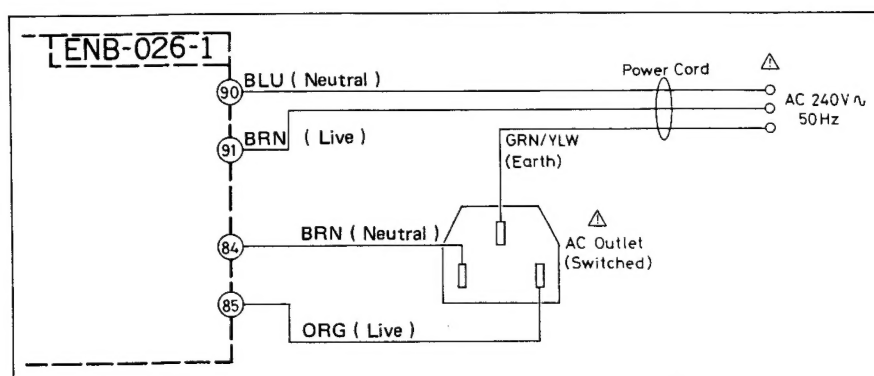 ENB-026-1
90 BLU ( Neutral )
Power Cord
⚠
AC 240V ∿
50Hz
91 BRN ( Live )
GRN/YLW
(Earth)
84 BRN ( Neutral )
⚠
AC Outlet
(Switched)
85
ORG ( Live )